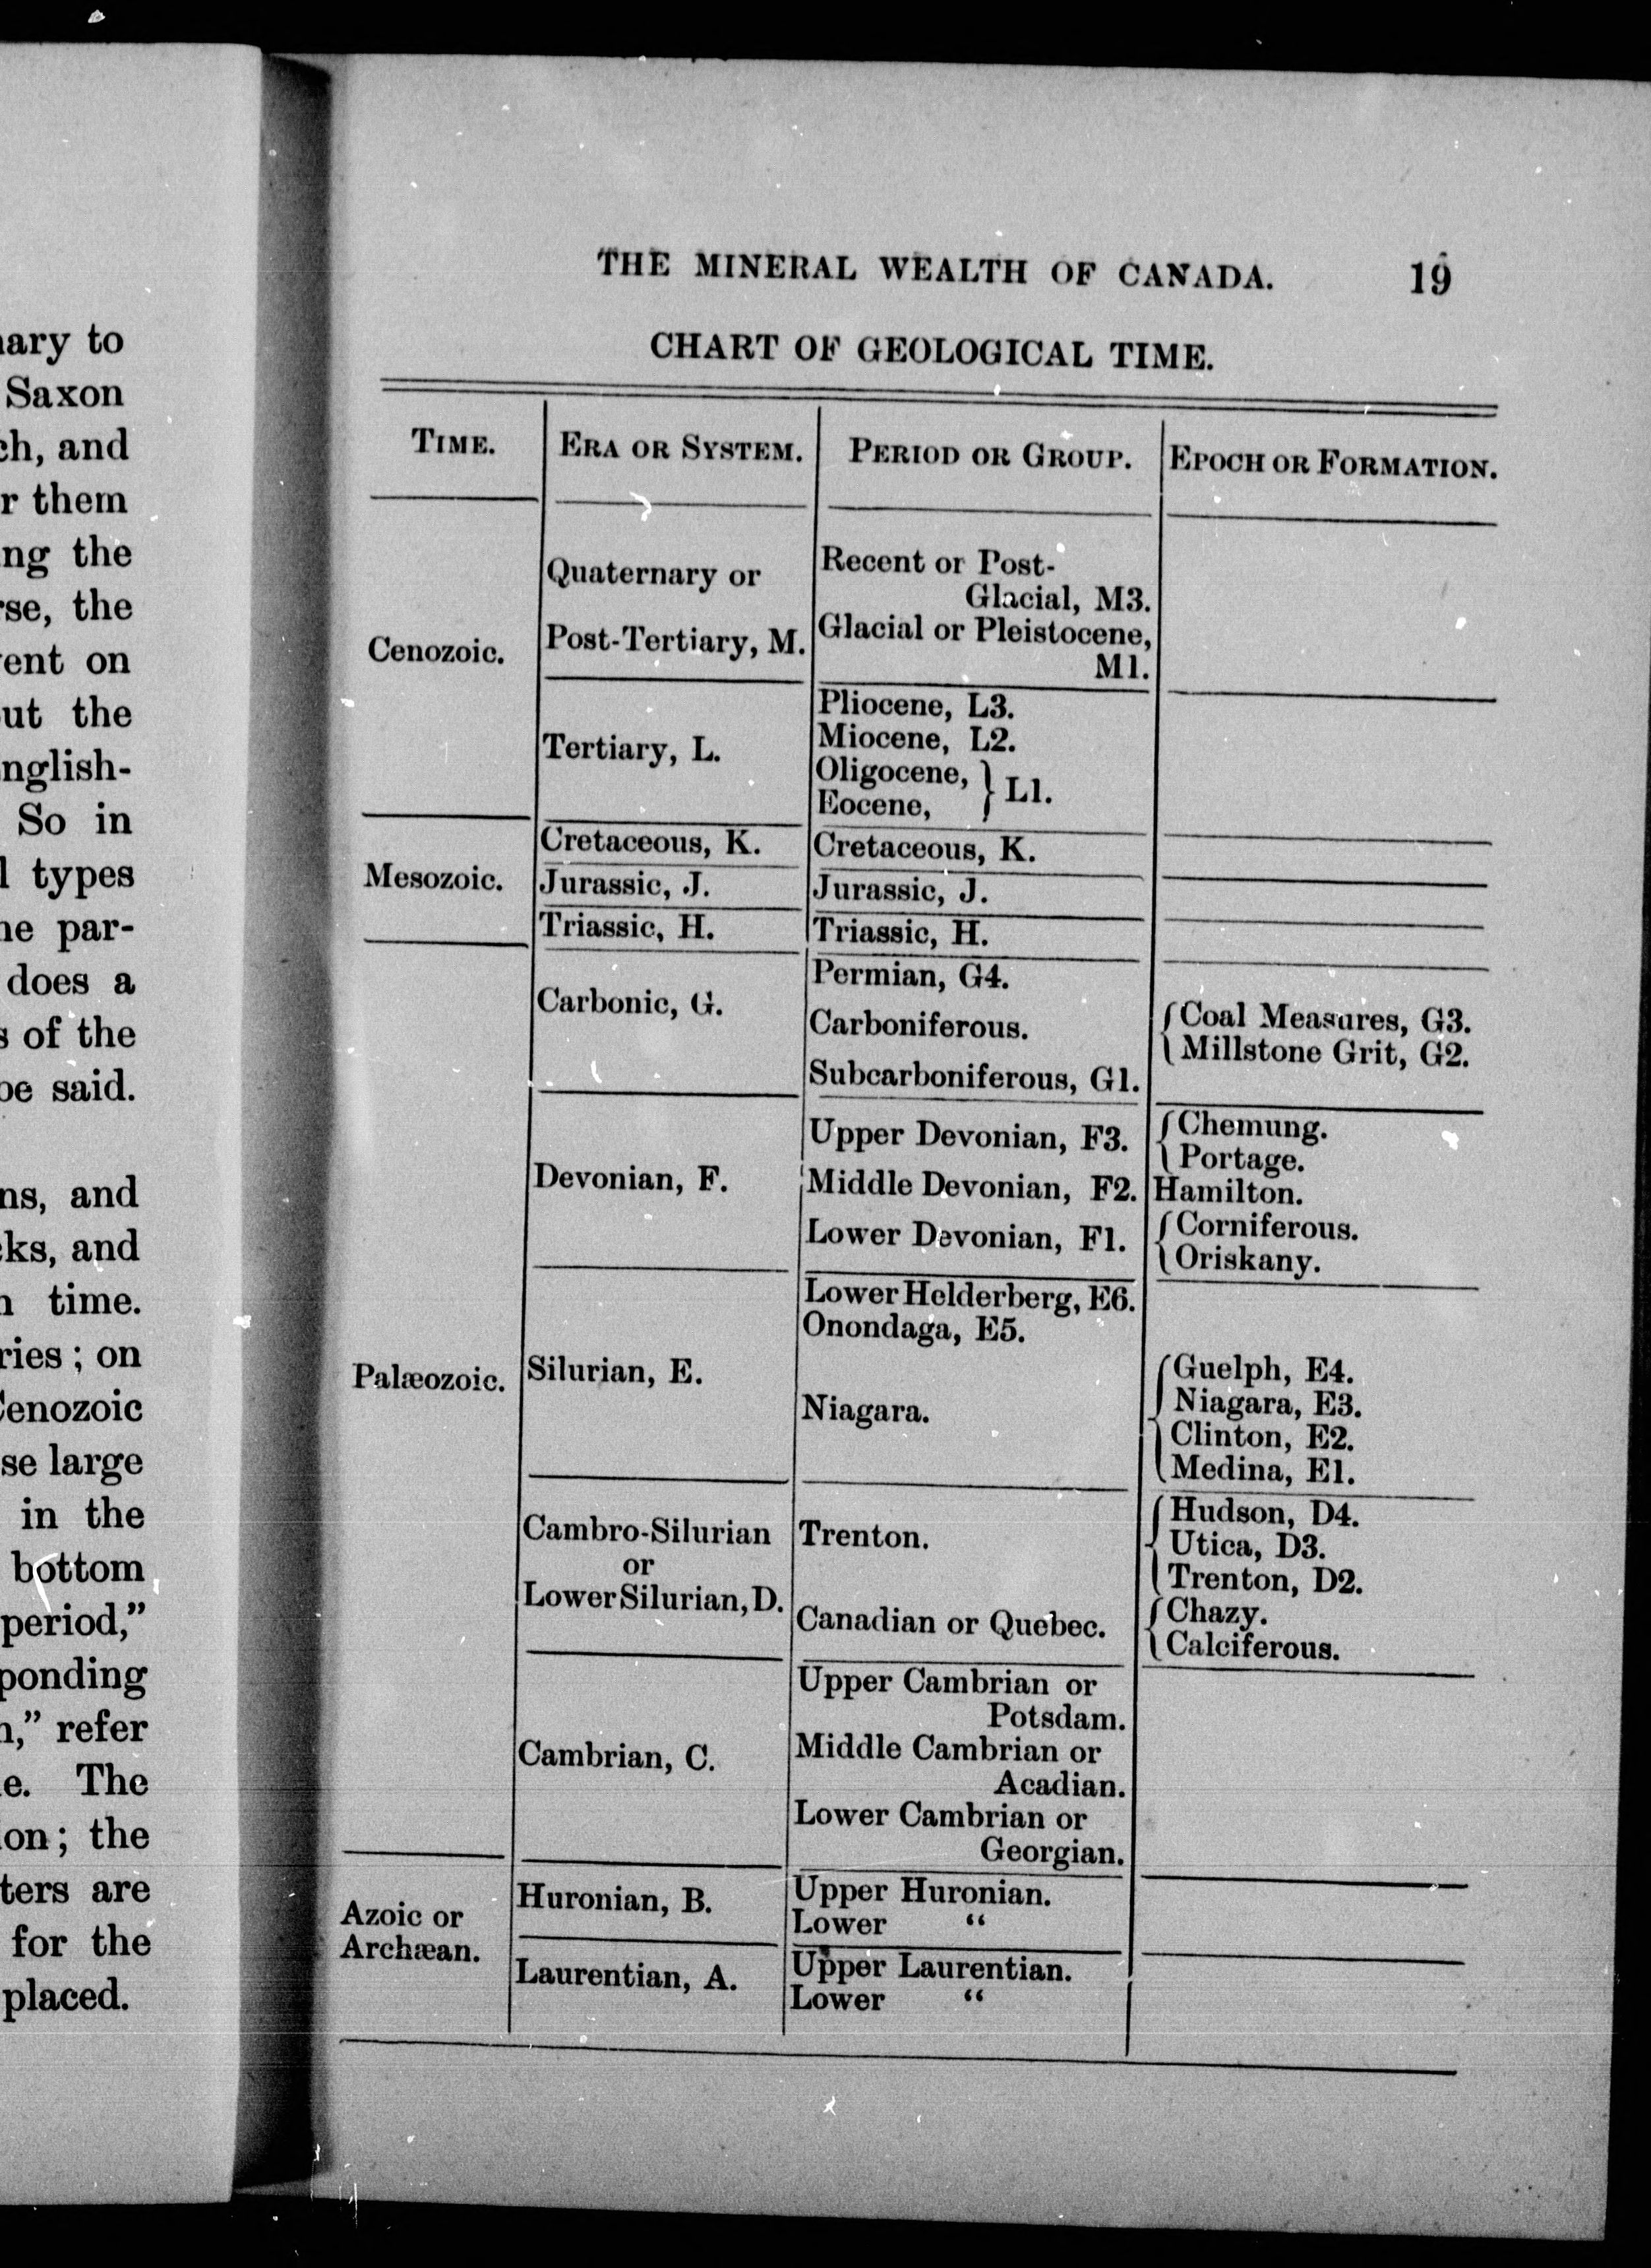 ary to
Saxon
ch, and
r them
ng the
rse, the
ent on
ut the
nglish-
So in
l types
ne par-
does a
s of the
be said.
ns, and
ks, and
time.
ries; on
Cenozoic
se large
in the
bottom
period,”
ponding
n,” refer
e. The
ion; the
ters are
for the
placed.
THE MINERAL WEALTH OF CANADA. 19
CHART OF GEOLOGICAL TIME.
TIME. ERA OR SYSTEM. PERIOD OR GROUP. EPOCH OR FORMATION.
Cenozoic.
Quaternary or
Post-Tertiary, M.
Recent or Post-
Glacial, M3.
Glacial or Pleistocene,
M1.
Tertiary, L.
Pliocene, L3.
Miocene, L2.
Oligocene, } L1.
Eocene,
Mesozoic.
Cretaceous, K. Cretaceous, K.
Jurassic, J. Jurassic, J.
Triassic, H. Triassic, H.
Palæozoic.
Carbonic, G.
Permian, G4.
Carboniferous.
Coal Measures, G3.
Millstone Grit, G2.
Subcarboniferous, G1.
Devonian, F.
Upper Devonian, F3.
Chemung.
Portage.
Middle Devonian, F2. Hamilton.
Lower Devonian, F1.
Corniferous.
Oriskany.
Silurian, E.
Lower Helderberg, E6.
Onondaga, E5.
Niagara.
Guelph, E4.
Niagara, E3.
Clinton, E2.
Medina, E1.
Cambro-Silurian
or
Lower Silurian, D.
Trenton.
Hudson, D4.
Utica, D3.
Trenton, D2.
Canadian or Quebec.
Chazy.
Calciferous.
Cambrian, C.
Upper Cambrian or
Potsdam.
Middle Cambrian or
Acadian.
Lower Cambrian or
Georgian.
Azoic or
Archæan.
Huronian, B.
Upper Huronian.
Lower “
Laurentian, A.
Upper Laurentian.
Lower “